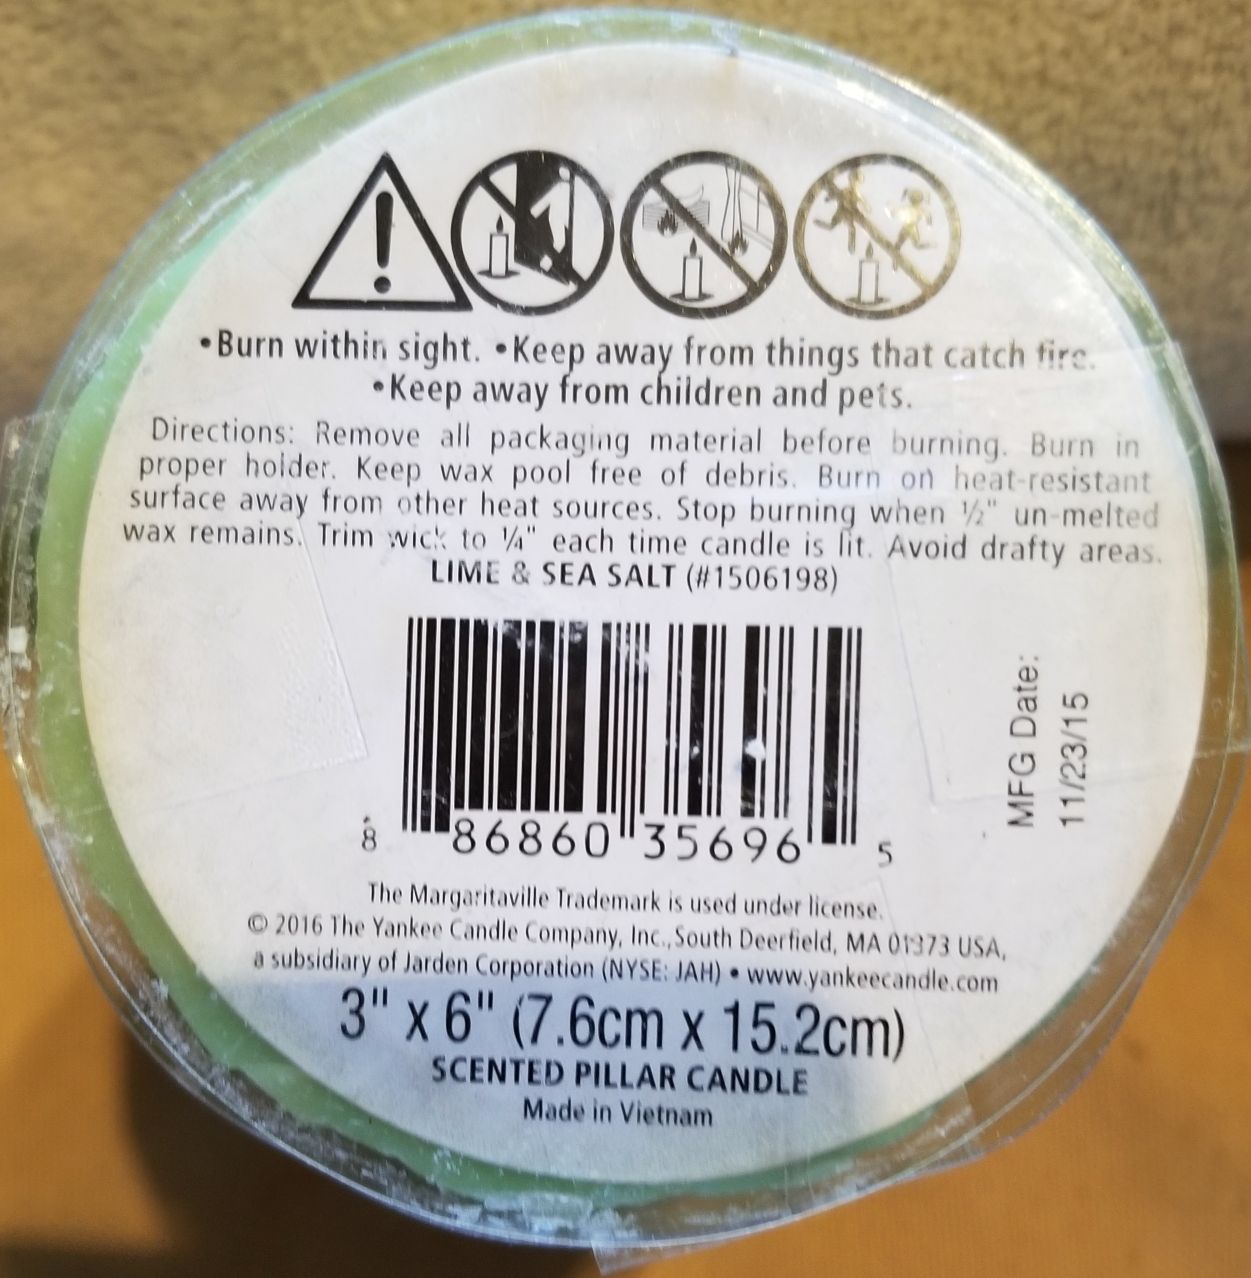 •Burn within sight. •Keep away from things that catch fire.
•Keep away from children and pets.
Directions: Remove all packaging material before burning. Burn in
proper holder. Keep wax pool free of debris. Burn on heat-resistant
surface away from other heat sources. Stop burning when ½" un-melted
wax remains. Trim wick to ¼" each time candle is lit. Avoid drafty areas.
LIME & SEA SALT (#1506198)
8 86860 35696 5
MFG Date:
11/23/15
The Margaritaville Trademark is used under license.
© 2016 The Yankee Candle Company, Inc., South Deerfield, MA 01373 USA,
a subsidiary of Jarden Corporation (NYSE: JAH) • www.yankeecandle.com
3" x 6" (7.6cm x 15.2cm)
SCENTED PILLAR CANDLE
Made in Vietnam